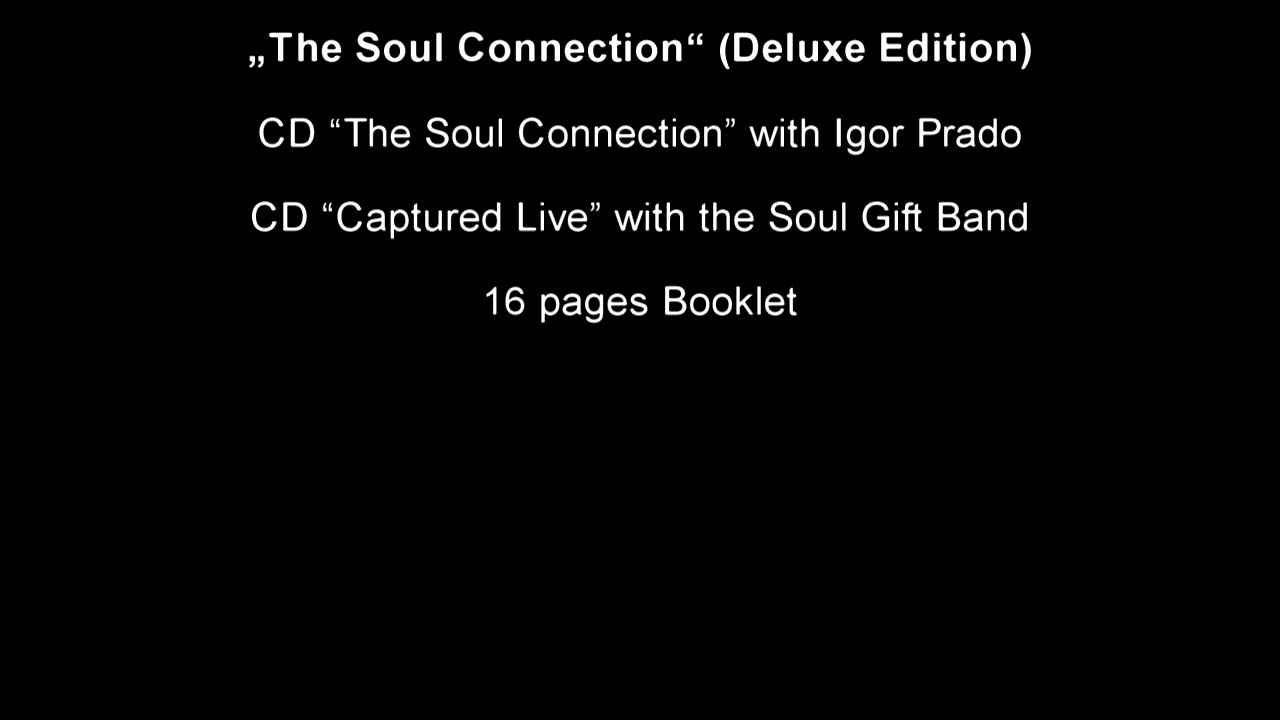 „The Soul Connection“ (Deluxe Edition)
CD “The Soul Connection” with Igor Prado
CD “Captured Live” with the Soul Gift Band
16 pages Booklet